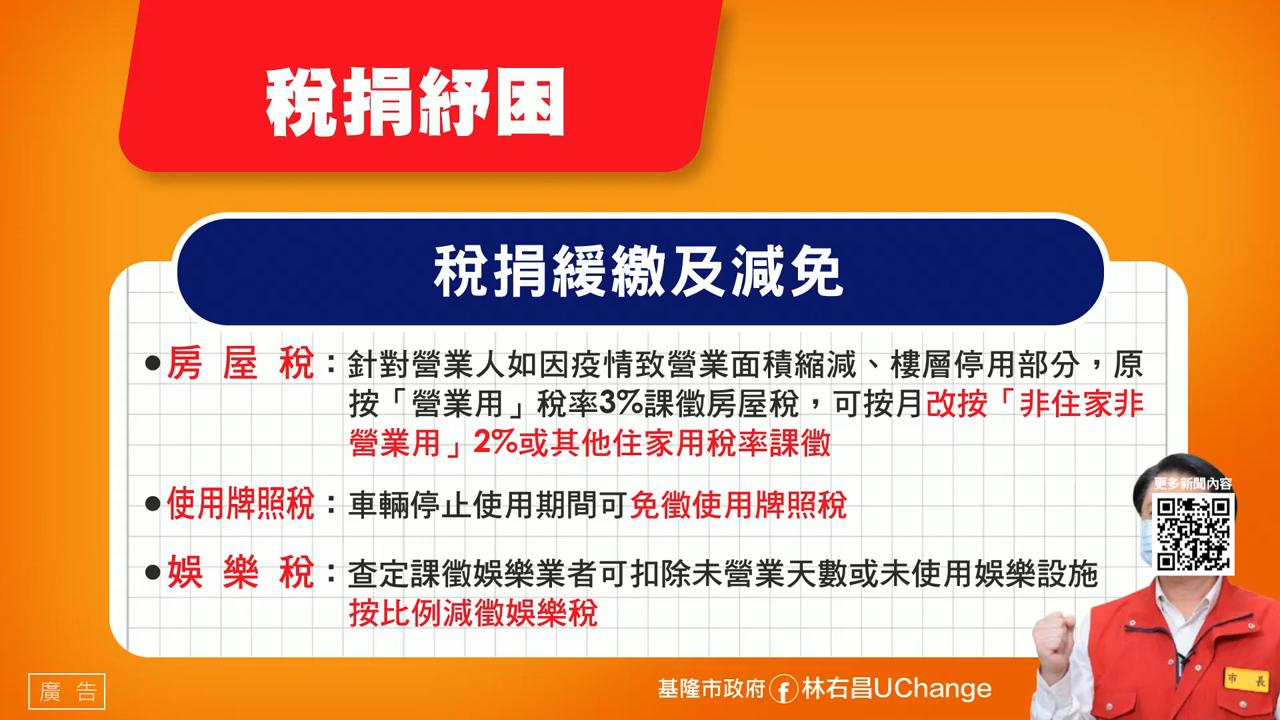 稅捐紓困
稅捐緩繳及減免
●房屋稅：針對營業人如因疫情致營業面積縮減、樓層停用部分，原
按「營業用」稅率3%課徵房屋稅，可按月改按「非住家非
營業用」2%或其他住家用稅率課徵
●使用牌照稅：車輛停止使用期間可免徵使用牌照稅
●娛樂稅：查定課徵娛樂業者可扣除未營業天數或未使用娛樂設施
按比例減徵娛樂稅
更多新聞內容
市長
廣告
基隆市政府 f 林右昌UChange